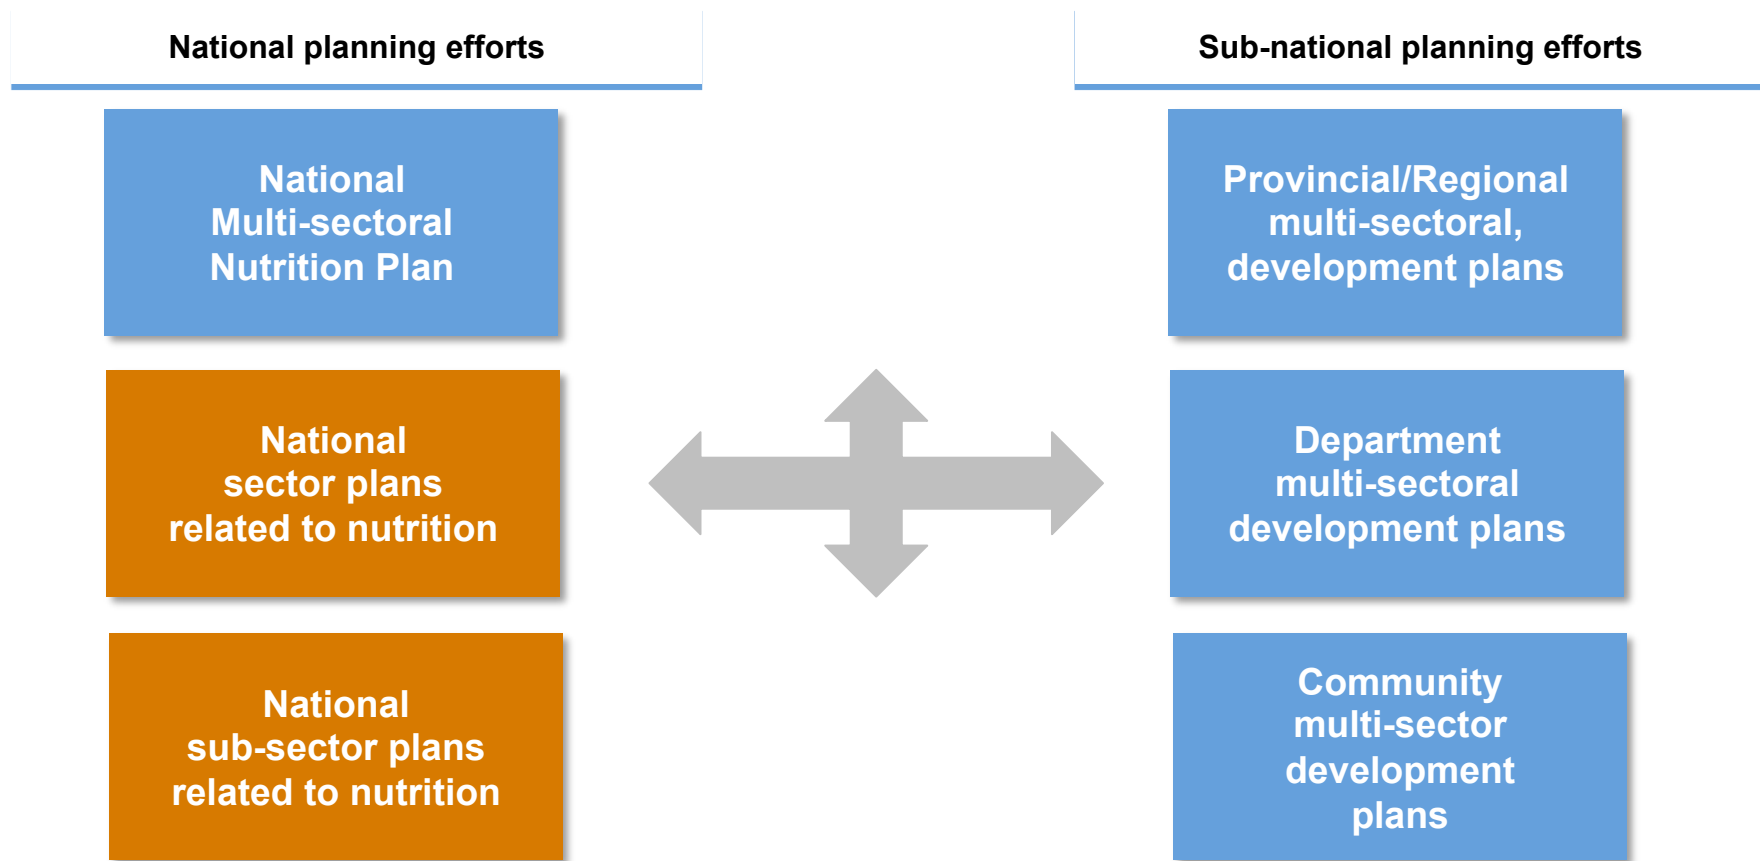 National planning efforts
National
Multi-sectoral
Nutrition Plan
National
sector plans
related to nutrition
National
sub-sector plans
related to nutrition
Sub-national planning efforts
Provincial/Regional
multi-sectoral,
development plans
Department
multi-sectoral
development plans
Community
multi-sector
development
plans